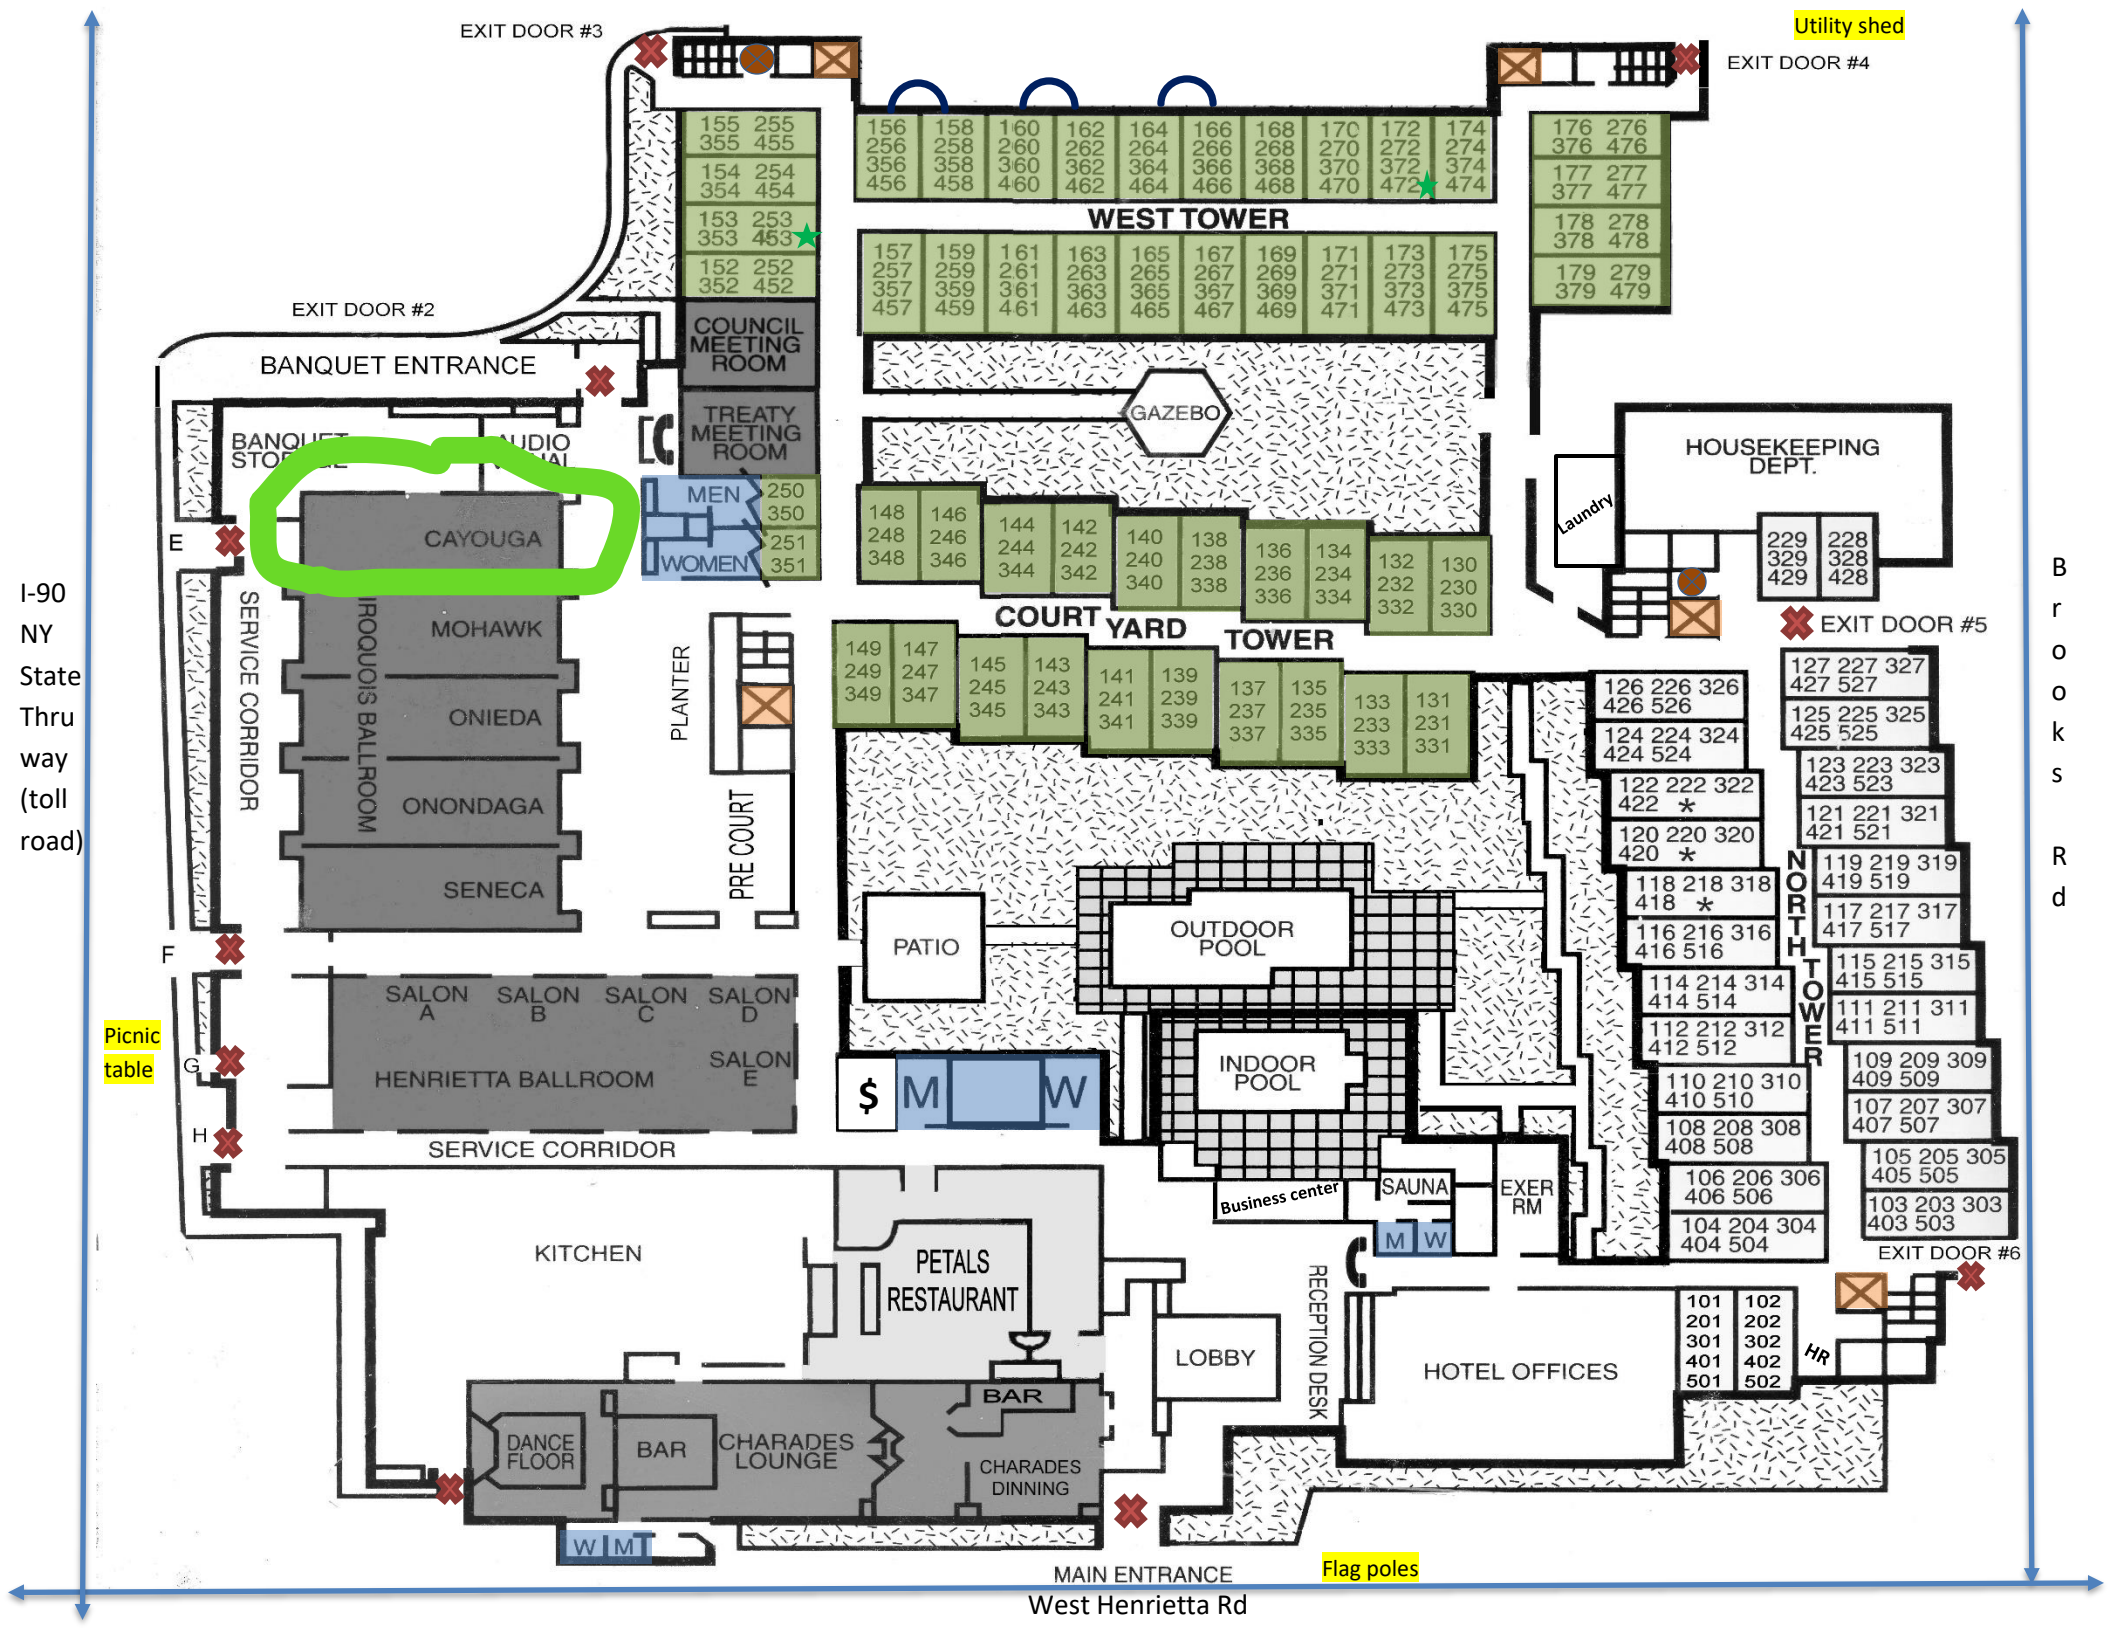 EXIT DOOR #3
Utility shed
EXIT DOOR #4
155 255
355 455
154 254
354 454
153 253
353 453
152 252
352 452
156 158 160 162 164 166 168 170 172 174
256 258 260 262 264 266 268 270 272 274
356 358 360 362 364 366 368 370 372 374
456 458 460 462 464 466 468 470 472 474
176 276
376 476
177 277
377 477
178 278
378 478
179 279
379 479
WEST TOWER
157 159 161 163 165 167 169 171 173 175
257 259 261 263 265 267 269 271 273 275
357 359 361 363 365 367 369 371 373 375
457 459 461 463 465 467 469 471 473 475
EXIT DOOR #2
BANQUET ENTRANCE
COUNCIL
MEETING
ROOM
TREATY
MEETING
ROOM
GAZEBO
BANQUET
HOUSEKEEPING
DEPT.
Laundry
MEN
WOMEN
250
350
251
351
148 146 144 142 140 138 136 134 132 130
248 246 244 242 240 238 236 234 232 230
348 346 344 342 340 338 336 334 332 330
229 228
329 328
429 428
CAYOUGA
MOHAWK
ONIEDA
ONONDAGA
SENECA
IROQUOIS BALLROOM
SERVICE CORRIDOR
E
F
G
H
I-90
NY
State
Thru
way
(toll
road)
Brooks Rd
EXIT DOOR #5
COURT YARD TOWER
149 147 145 143 141 139 137 135 133 131
249 247 245 243 241 239 237 235 233 231
349 347 345 343 341 339 337 335 333 331
PLANTER
PRE COURT
126 226 326
426 526
124 224 324
424 524
122 222 322
422 *
120 220 320
420 *
118 218 318
418 *
116 216 316
416 516
114 214 314
414 514
112 212 312
412 512
110 210 310
410 510
108 208 308
408 508
106 206 306
406 506
104 204 304
404 504
NORTH TOWER
127 227 327
427 527
125 225 325
425 525
123 223 323
423 523
121 221 321
421 521
119 219 319
419 519
117 217 317
417 517
115 215 315
415 515
111 211 311
411 511
109 209 309
409 509
107 207 307
407 507
105 205 305
405 505
103 203 303
403 503
PATIO
OUTDOOR
POOL
INDOOR
POOL
SALON
A
SALON
B
SALON
C
SALON
D
SALON
E
HENRIETTA BALLROOM
Picnic
table
$
M W
SERVICE CORRIDOR
Business center
SAUNA
EXER
RM
M W
KITCHEN
PETALS
RESTAURANT
RECEPTION DESK
LOBBY
HOTEL OFFICES
EXIT DOOR #6
101 102
201 202
301 302
401 402
501 502
HR
DANCE
FLOOR
BAR
CHARADES
LOUNGE
BAR
CHARADES
DINNING
W M
MAIN ENTRANCE
Flag poles
West Henrietta Rd